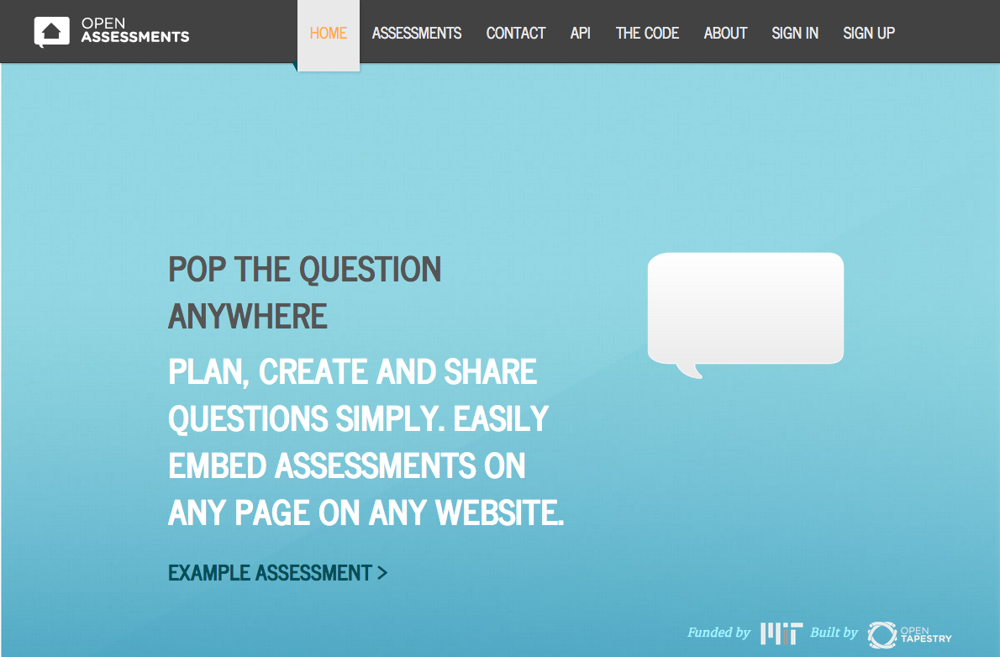 OPEN
ASSESSMENTS
HOME ASSESSMENTS CONTACT API THE CODE ABOUT SIGN IN SIGN UP
POP THE QUESTION
ANYWHERE
PLAN, CREATE AND SHARE
QUESTIONS SIMPLY. EASILY
EMBED ASSESSMENTS ON
ANY PAGE ON ANY WEBSITE.
EXAMPLE ASSESSMENT >
Funded by MIT Built by OPEN
TAPESTRY